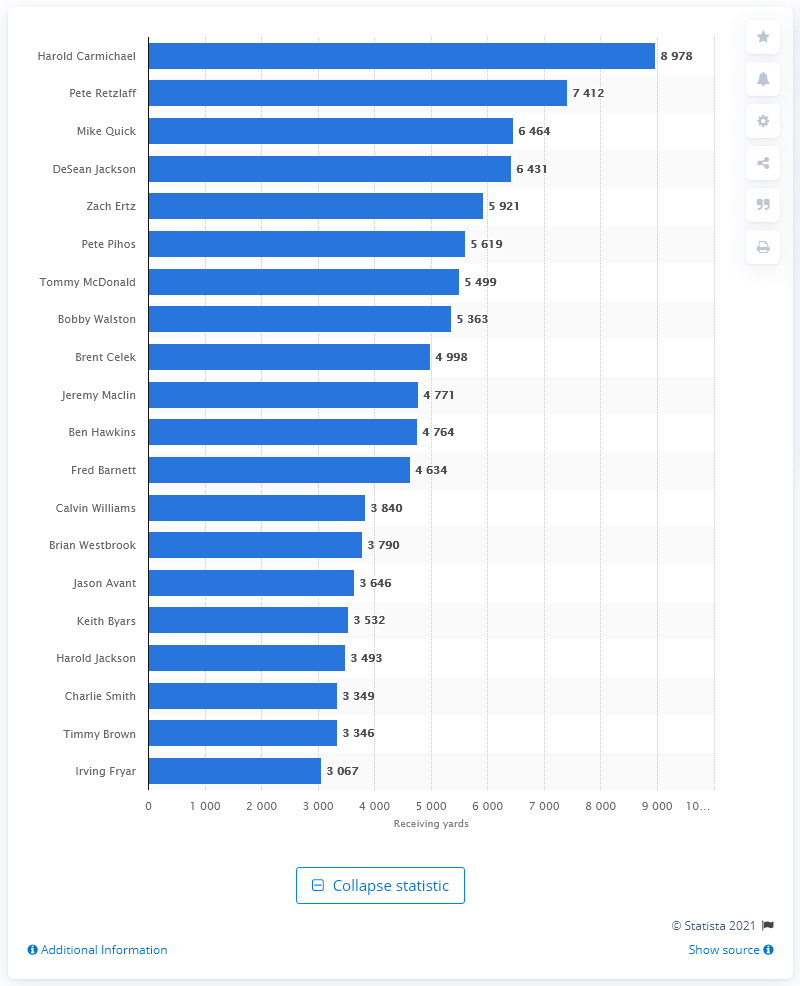 Harold Carmichael 8 978
Pete Retzlaff 7 412
Mike Quick 6 464
DeSean Jackson 6 431
Zach Ertz 5 921
Pete Pihos 5 619
Tommy McDonald 5 499
Bobby Walston 5 363
Brent Celek 4 998
Jeremy Maclin 4 771
Ben Hawkins 4 764
Fred Barnett 4 634
Calvin Williams 3 840
Brian Westbrook 3 790
Jason Avant 3 646
Keith Byars 3 532
Harold Jackson 3 493
Charlie Smith 3 349
Timmy Brown 3 346
Irving Fryar 3 067
0 1 000 2 000 3 000 4 000 5 000 6 000 7 000 8 000 9 000 10...
Receiving yards
Collapse statistic
© Statista 2021
Additional Information Show source